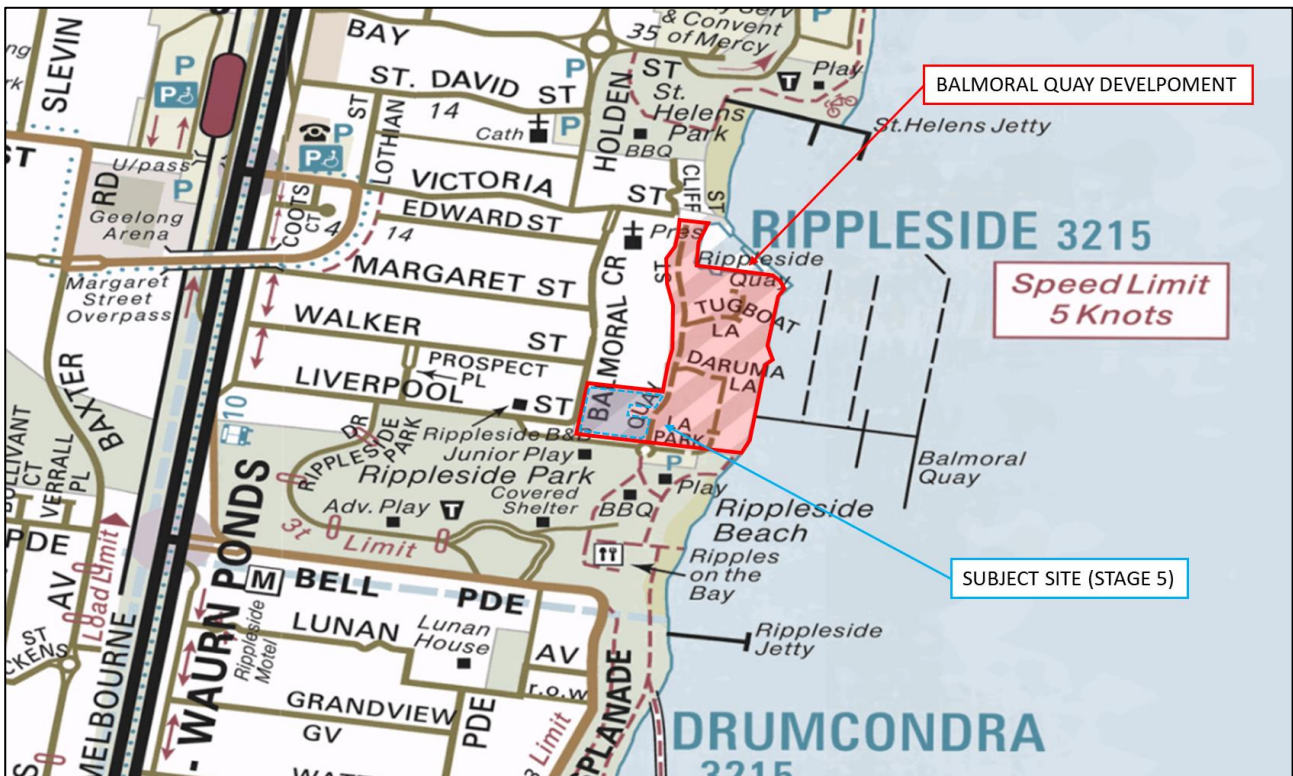 SLEVIN
BAY
35
& Convent
of Mercy
P
P
P
ST. DAVID ST
14
LOTHIAN
ST
Cath
P
HOLDEN
ST
St.
Helens
Park
BBQ
T
Play
St.Helens Jetty
BALMORAL QUAY DEVELPOMENT
ST
U/pass
P
P
P
P
RD
Geelong
Arena
COOTS
CT
4
VICTORIA ST
CLIFF
ST
EDWARD ST
14
Pres
RIPPLESIDE 3215
Rippleside
Quay
Speed Limit
5 Knots
Margaret
Street
Overpass
MARGARET ST
BALMORAL CR
ST
TUGBOAT
LA
WALKER ST
PROSPECT
PL
DARUMA
LA
BAXTER
LIVERPOOL ST
BALMORAL
QUAY
LA
PARK
10
RIPPLESIDE
PARK
DR
Rippleside B&B
Junior Play
P
Balmoral
Quay
CT
VERRALL
PL
Rippleside Park
Play
Adv. Play
T
Covered
Shelter
BBQ
Rippleside
Beach
3t Limit
PDE
AV
Load Limit
Ripples
on the
Bay
SUBJECT SITE (STAGE 5)
M
BELL PDE
Rippleside
Motel
LUNAN
Lunan
House
AV
Rippleside
Jetty
ST
MELBOURNE
- WAURN PONDS
r.o.w
GRANDVIEW
GV
PDE
Limit
DRUMCONDRA
3215